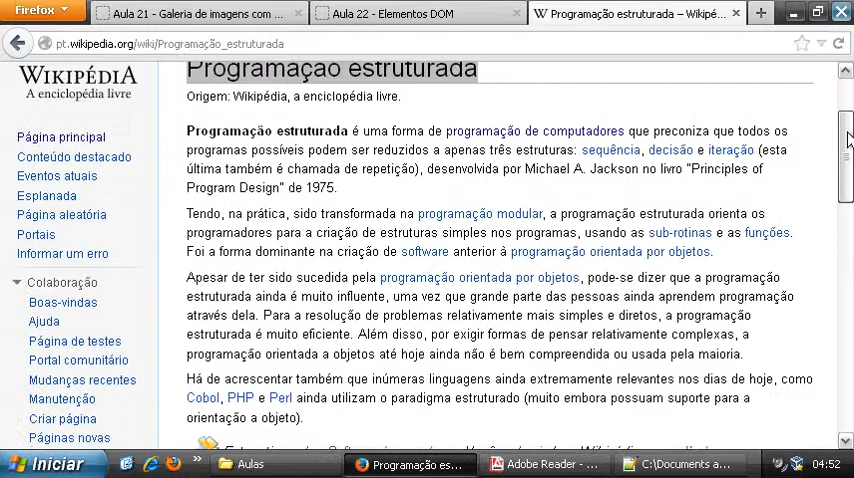 Firefox
Aula 21 - Galeria de imagens com ...
Aula 22 - Elementos DOM
W Programação estruturada – Wikipé...
pt.wikipedia.org/wiki/Programação_estruturada
WIKIPÉDIA
A enciclopédia livre
Página principal
Conteúdo destacado
Eventos atuais
Esplanada
Página aleatória
Portais
Informar um erro
Colaboração
Boas-vindas
Ajuda
Página de testes
Portal comunitário
Mudanças recentes
Manutenção
Criar página
Páginas novas
Programação estruturada
Origem: Wikipédia, a enciclopédia livre.
Programação estruturada é uma forma de programação de computadores que preconiza que todos os
programas possíveis podem ser reduzidos a apenas três estruturas: sequência, decisão e iteração (esta
última também é chamada de repetição), desenvolvida por Michael A. Jackson no livro "Principles of
Program Design" de 1975.
Tendo, na prática, sido transformada na programação modular, a programação estruturada orienta os
programadores para a criação de estruturas simples nos programas, usando as sub-rotinas e as funções.
Foi a forma dominante na criação de software anterior à programação orientada por objetos.
Apesar de ter sido sucedida pela programação orientada por objetos, pode-se dizer que a programação
estruturada ainda é muito influente, uma vez que grande parte das pessoas ainda aprendem programação
através dela. Para a resolução de problemas relativamente mais simples e diretos, a programação
estruturada é muito eficiente. Além disso, por exigir formas de pensar relativamente complexas, a
programação orientada a objetos até hoje ainda não é bem compreendida ou usada pela maioria.
Há de acrescentar também que inúmeras linguagens ainda extremamente relevantes nos dias de hoje, como
Cobol, PHP e Perl ainda utilizam o paradigma estruturado (muito embora possuam suporte para a
orientação a objeto).
Iniciar
Aulas
Programação es...
Adobe Reader - ...
C:\Documents a...
04:52